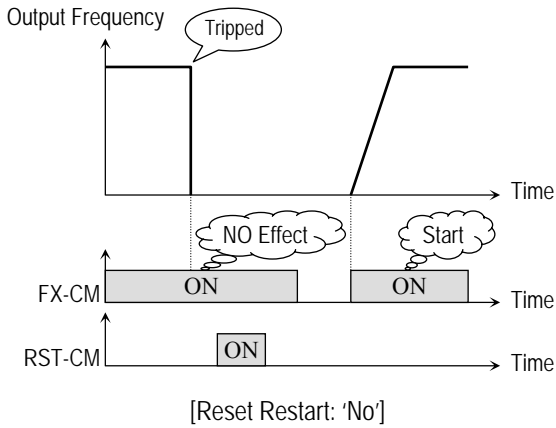 Output Frequency
Tripped
Time
NO Effect
Start
FX-CM
ON
ON
Time
RST-CM
ON
Time
[Reset Restart: 'No']